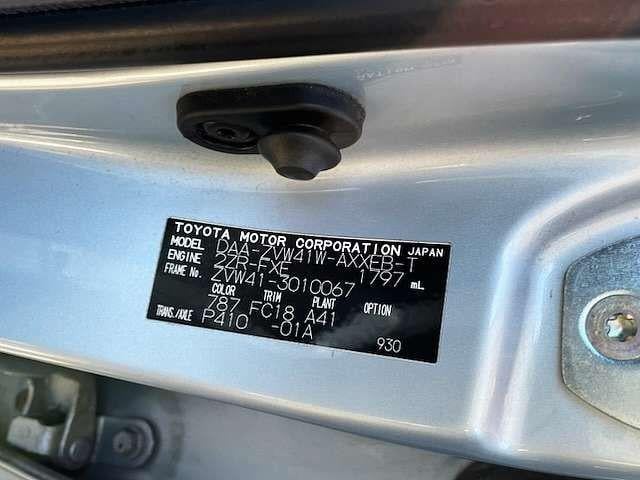 TOYOTA MOTOR CORPORATION JAPAN
MODEL DAA-ZVW41W-AXXEB-T
ENGINE 2ZR-FXE 1797 mL
FRAME No. ZVW41-3010067
COLOR TRIM PLANT OPTION
787 FC18 A41
TRANS./AXLE P410 -01A 930